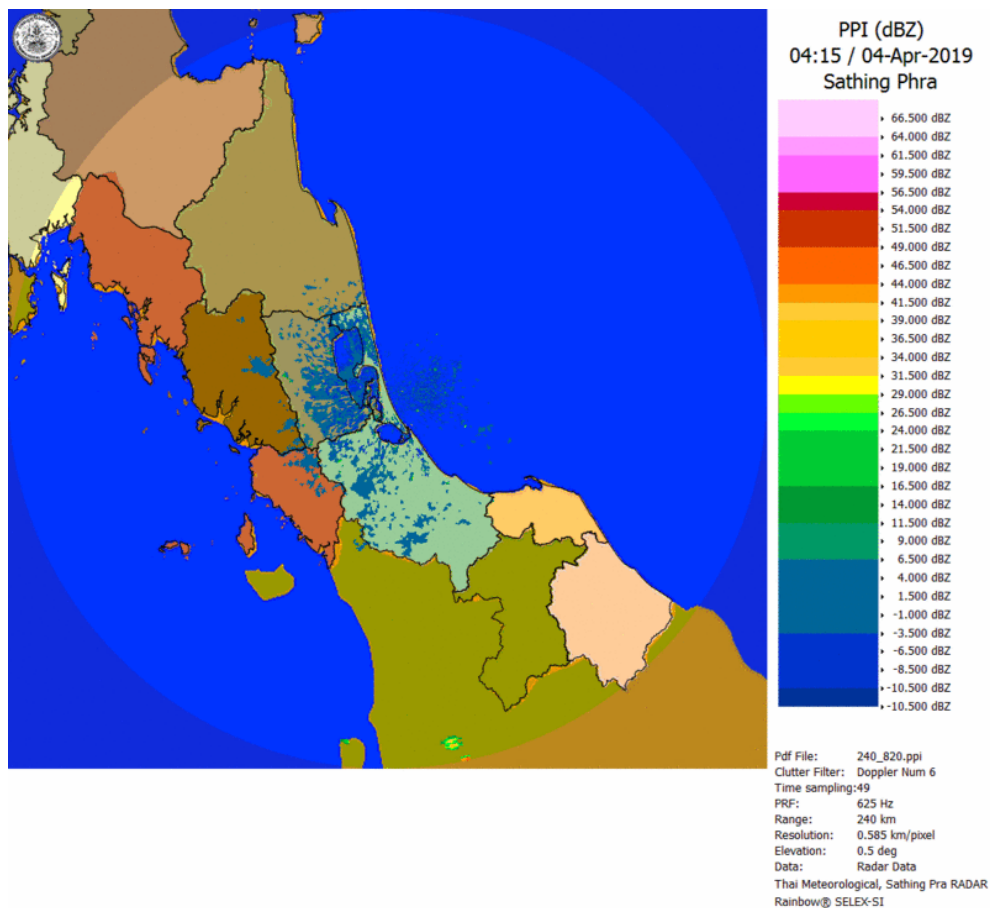 PPI (dBZ)
04:15 / 04-Apr-2019
Sathing Phra
66.500 dBZ
64.000 dBZ
61.500 dBZ
59.500 dBZ
56.500 dBZ
54.000 dBZ
51.500 dBZ
49.000 dBZ
46.500 dBZ
44.000 dBZ
41.500 dBZ
39.000 dBZ
36.500 dBZ
34.000 dBZ
31.500 dBZ
29.000 dBZ
26.500 dBZ
24.000 dBZ
21.500 dBZ
19.000 dBZ
16.500 dBZ
14.000 dBZ
11.500 dBZ
9.000 dBZ
6.500 dBZ
4.000 dBZ
1.500 dBZ
-1.000 dBZ
-3.500 dBZ
-6.500 dBZ
-8.500 dBZ
-10.500 dBZ
-10.500 dBZ
Pdf File: 240_820.ppi
Clutter Filter: Doppler Num 6
Time sampling:49
PRF: 625 Hz
Range: 240 km
Resolution: 0.585 km/pixel
Elevation: 0.5 deg
Data: Radar Data
Thai Meteorological, Sathing Pra RADAR
Rainbow® SELEX-SI